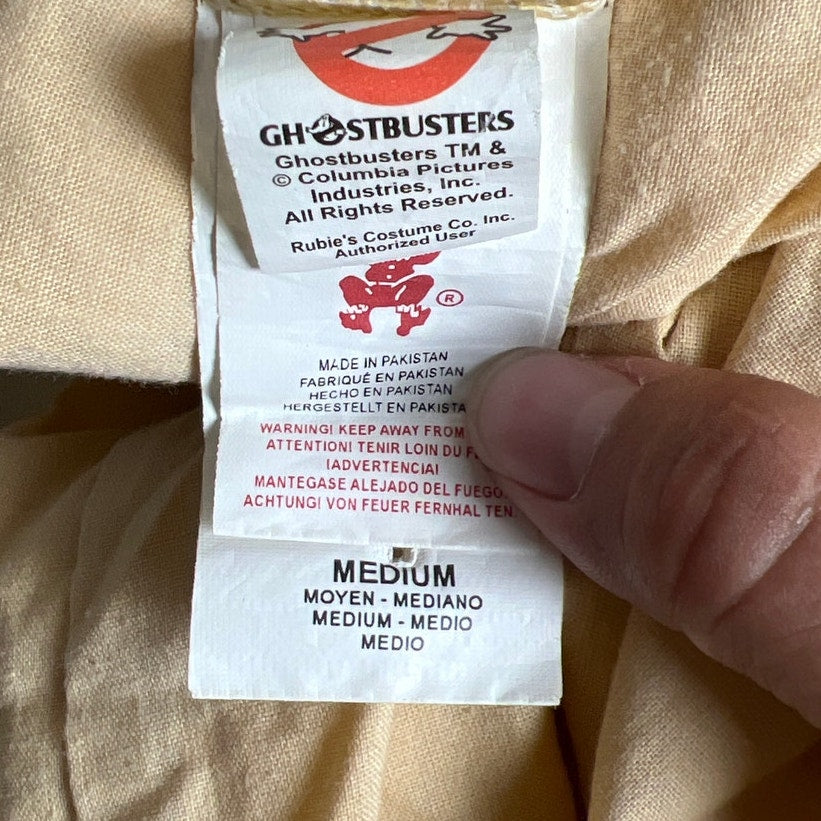 GHOSTBUSTERS
Ghostbusters TM &
© Columbia Pictures
Industries, Inc.
All Rights Reserved.
Rubie's Costume Co. Inc.
Authorized User
®
MADE IN PAKISTAN
FABRIQUÉ EN PAKISTAN
HECHO EN PAKISTAN
HERGESTELLT EN PAKISTA
WARNING! KEEP AWAY FROM
ATTENTION! TENIR LOIN DU F
¡ADVERTENCIA!
MANTEGASE ALEJADO DEL FUEGO
ACHTUNG! VON FEUER FERNHAL TEN
MEDIUM
MOYEN - MEDIANO
MEDIUM - MEDIO
MEDIO